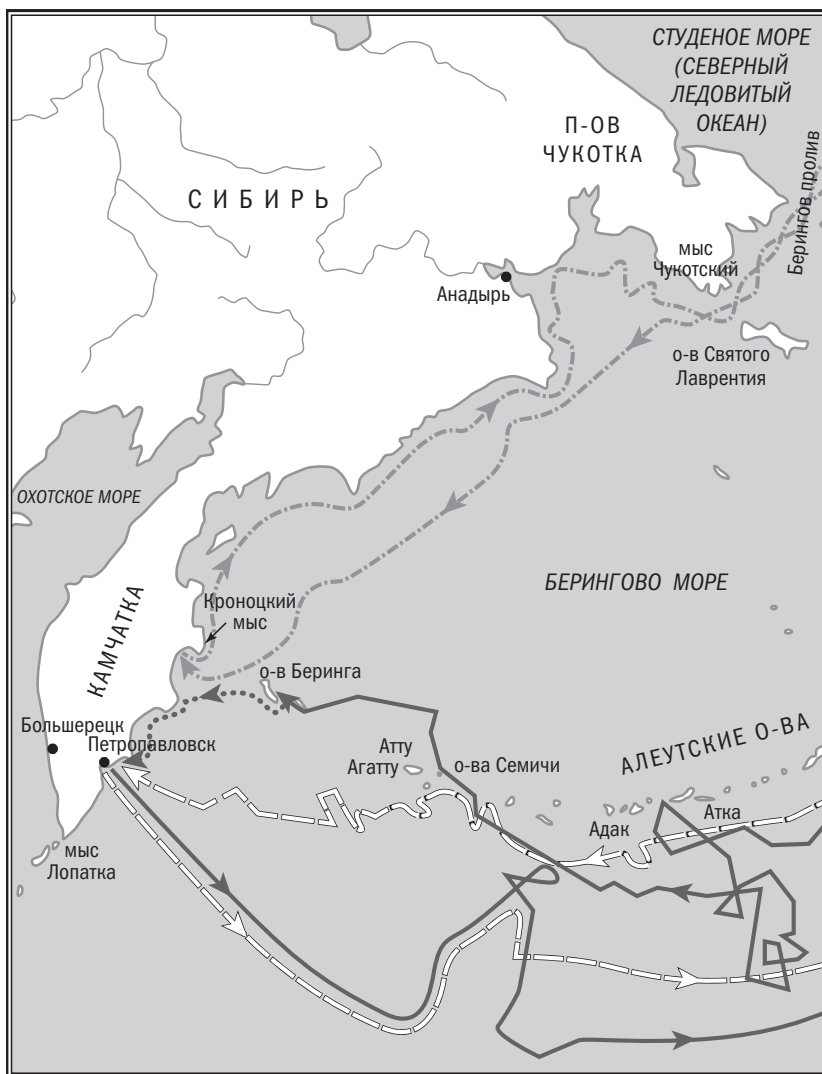 СТУДЕНОЕ МОРЕ
(СЕВЕРНЫЙ
ЛЕДОВИТЫЙ
ОКЕАН)
П-ОВ
ЧУКОТКА
Берингов пролив
СИБИРЬ
мыс
Чукотский
Анадырь
о-в Святого
Лаврентия
ОХОТСКОЕ МОРЕ
БЕРИНГОВО МОРЕ
КАМЧАТКА
Кроноцкий
мыс
о-в Беринга
Большерецк
Петропавловск
Атту
Агатту
о-ва Семичи
АЛЕУТСКИЕ О-ВА
Адак
Атка
мыс
Лопатка